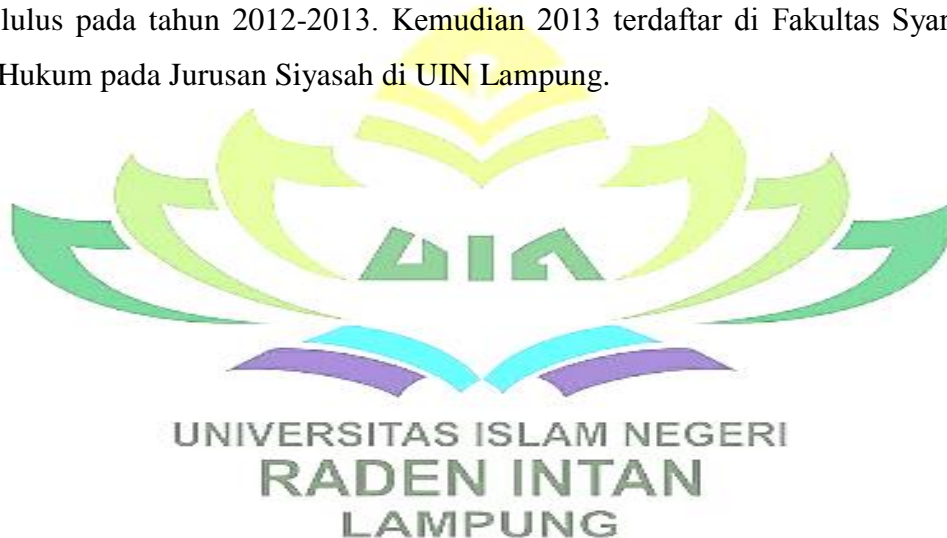 lulus pada tahun 2012-2013. Kemudian 2013 terdaftar di Fakultas Syar
Hukum pada Jurusan Siyasah di UIN Lampung.
UIN
UNIVERSITAS ISLAM NEGERI
RADEN INTAN
LAMPUNG